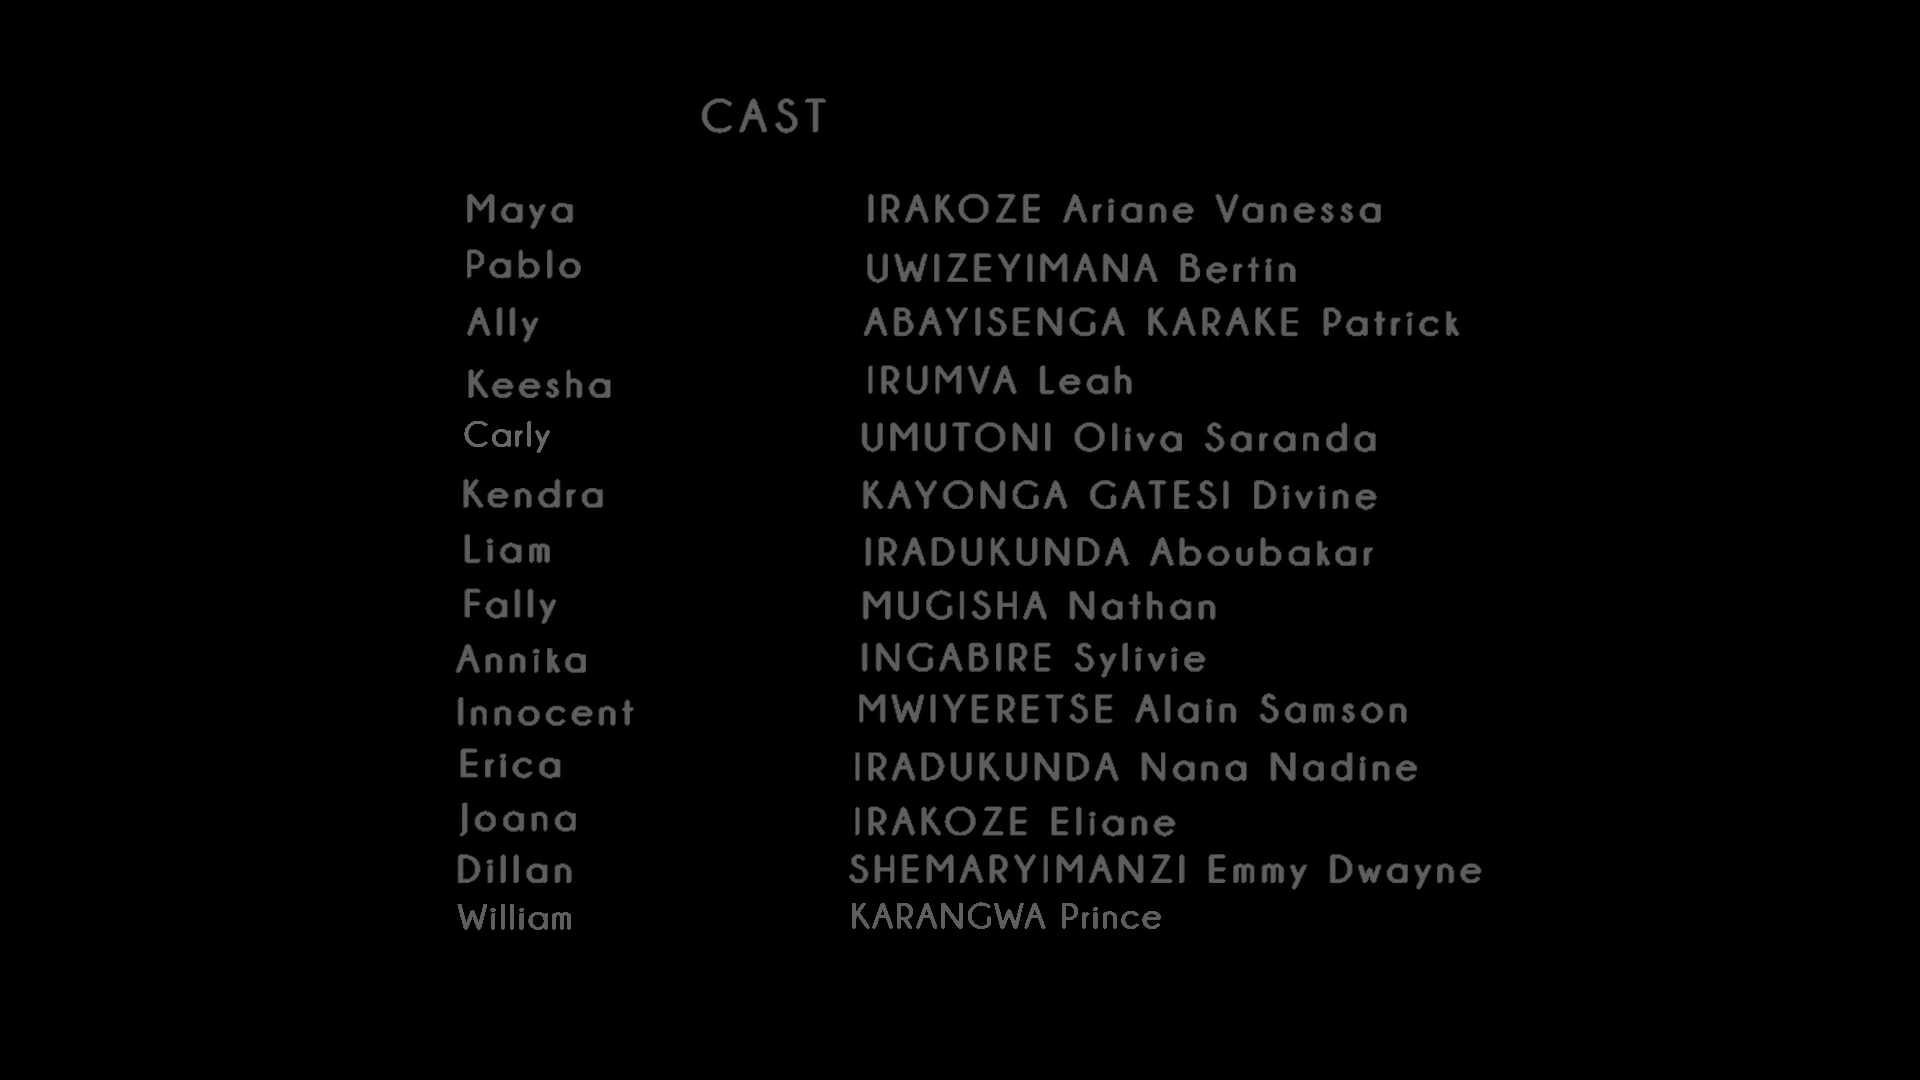 CAST
Maya IRAKOZE Ariane Vanessa
Pablo UWIZEYIMANA Bertin
Ally ABAYISENGA KARAKE Patrick
Keesha IRUMVA Leah
Carly UMUTONI Oliva Saranda
Kendra KAYONGA GATESI Divine
Liam IRADUKUNDA Aboubakar
Fally MUGISHA Nathan
Annika INGABIRE Sylivie
Innocent MWIYERETSE Alain Samson
Erica IRADUKUNDA Nana Nadine
Joana IRAKOZE Eliane
Dillan SHEMARYIMANZI Emmy Dwayne
William KARANGWA Prince